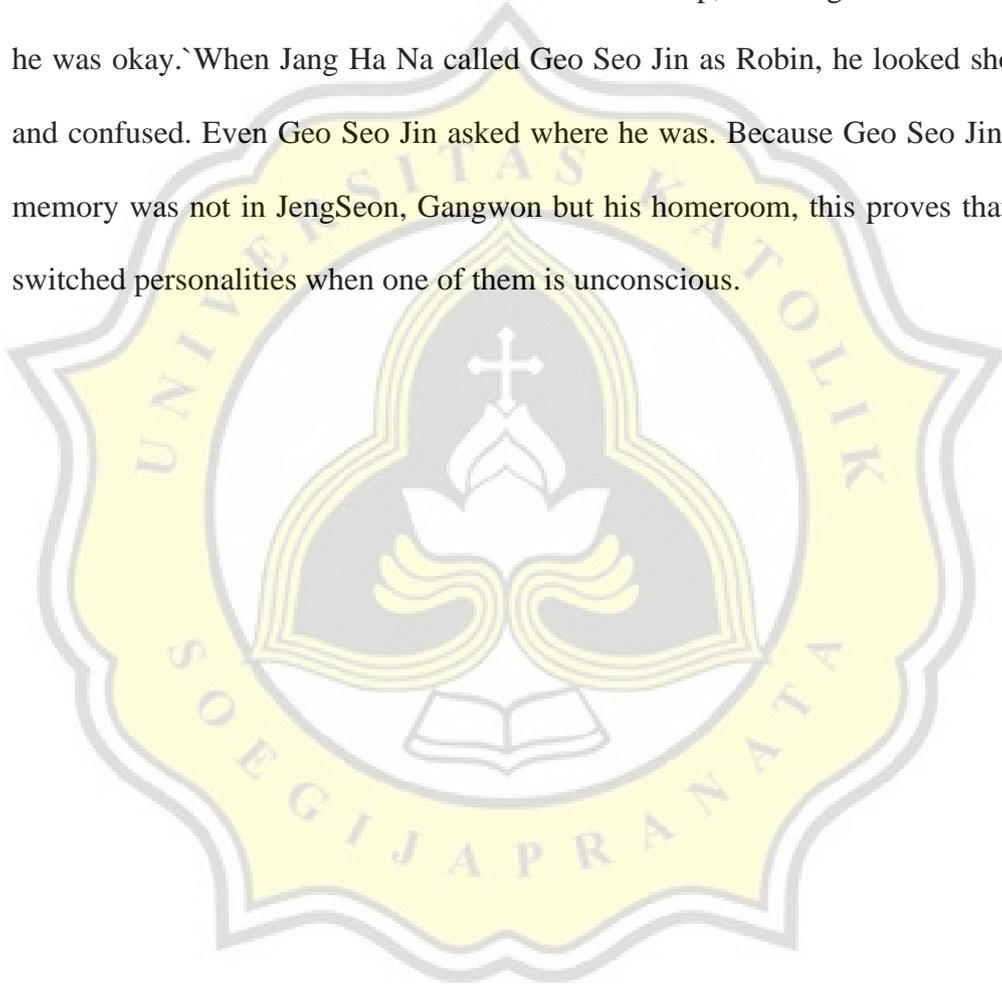 he was okay.`When Jang Ha Na called Geo Seo Jin as Robin, he looked
and confused. Even Geo Seo Jin asked where he was. Because Geo Seo Jin
memory was not in JengSeon, Gangwon but his homeroom, this proves
switched personalities when one of them is unconscious.
UNIVERSITAS KATOLIK
SOEGIJAPRANATA